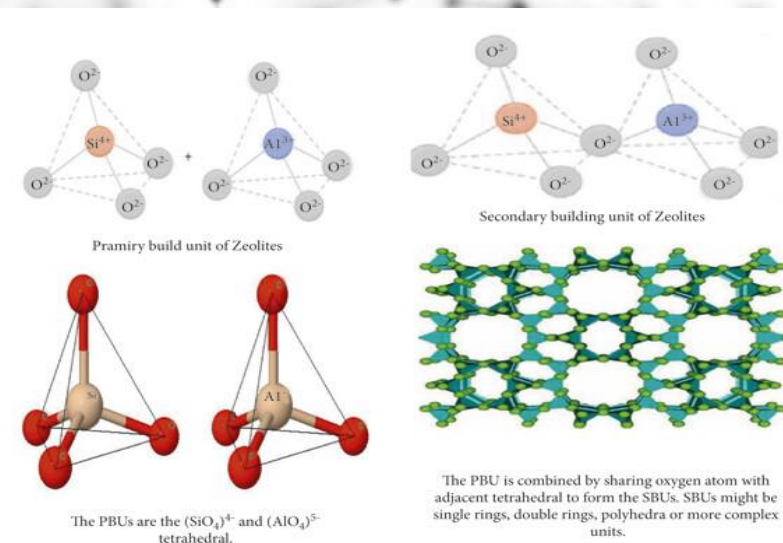 O²⁻
O²⁻
Si⁴⁺
Al³⁺
O²⁻
O²⁻
+
O²⁻
O²⁻
O²⁻
O²⁻
Pramiry build unit of Zeolites
O²⁻
O²⁻
Si⁴⁺
Al³⁺
O²⁻
O²⁻
O²⁻
O²⁻
O²⁻
Secondary building unit of Zeolites
Si
Al
The PBUs are the (SiO₄)⁴⁻ and (AlO₄)⁵⁻
tetrahedral.
The PBU is combined by sharing oxygen atom with
adjacent tetrahedral to form the SBUs. SBUs might be
single rings, double rings, polyhedra or more complex
units.